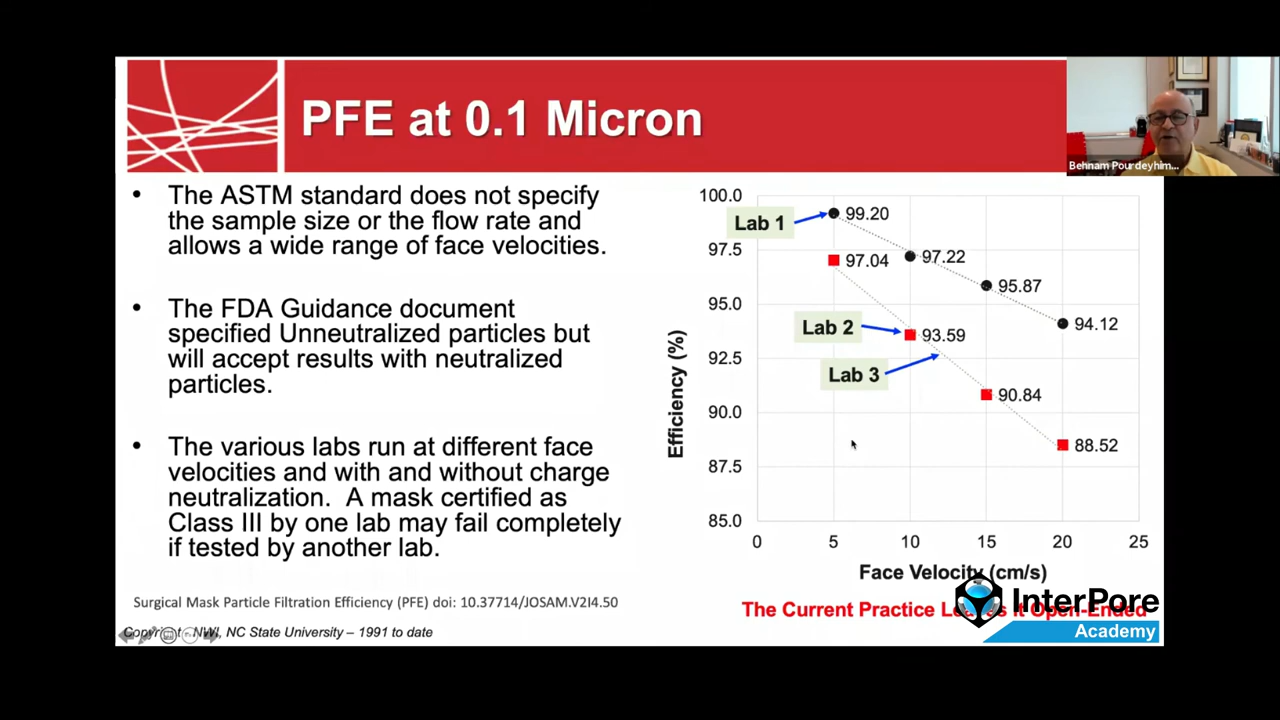 PFE at 0.1 Micron
Behnam Pourdeyhim...
• The ASTM standard does not specify
the sample size or the flow rate and
allows a wide range of face velocities.
• The FDA Guidance document
specified Unneutralized particles but
will accept results with neutralized
particles.
• The various labs run at different face
velocities and with and without charge
neutralization. A mask certified as
Class III by one lab may fail completely
if tested by another lab.
Surgical Mask Particle Filtration Efficiency (PFE) doi: 10.37714/JOSAM.V2I4.50
NWI, NC State University – 1991 to date
Efficiency (%)
100.0
97.5
95.0
92.5
90.0
87.5
85.0
Lab 1
99.20
97.22
95.87
94.12
97.04
Lab 2
93.59
Lab 3
90.84
88.52
0 5 10 15 20 25
Face Velocity (cm/s)
The Current Practice Open-Ended
InterPore
Academy